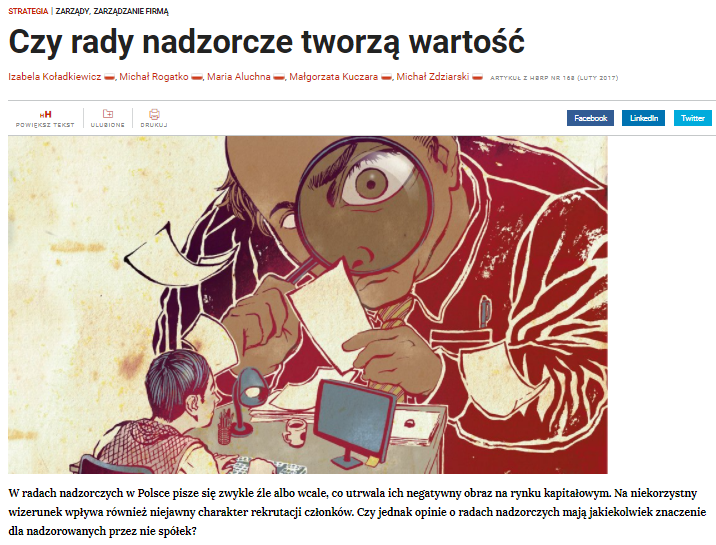 STRATEGIA | ZARZĄDY, ZARZĄDZANIE FIRMĄ
Czy rady nadzorcze tworzą wartość
Izabela Koładkiewicz, Michał Rogatko, Maria Aluchna, Małgorzata Kuczara, Michał Zdziarski ARTYKUŁ Z HBRP NR 168 (LUTY 2017)
HH
POWIĘKSZ TEKST ULUBIONE DRUKUJ Facebook LinkedIn Twitter
W radach nadzorczych w Polsce pisze się zwykle źle albo wcale, co utrwala ich negatywny obraz na rynku kapitałowym. Na niekorzystny
wizerunek wpływa również niejawny charakter rekrutacji członków. Czy jednak opinie o radach nadzorczych mają jakiekolwiek znaczenie
dla nadzorowanych przez nie spółek?